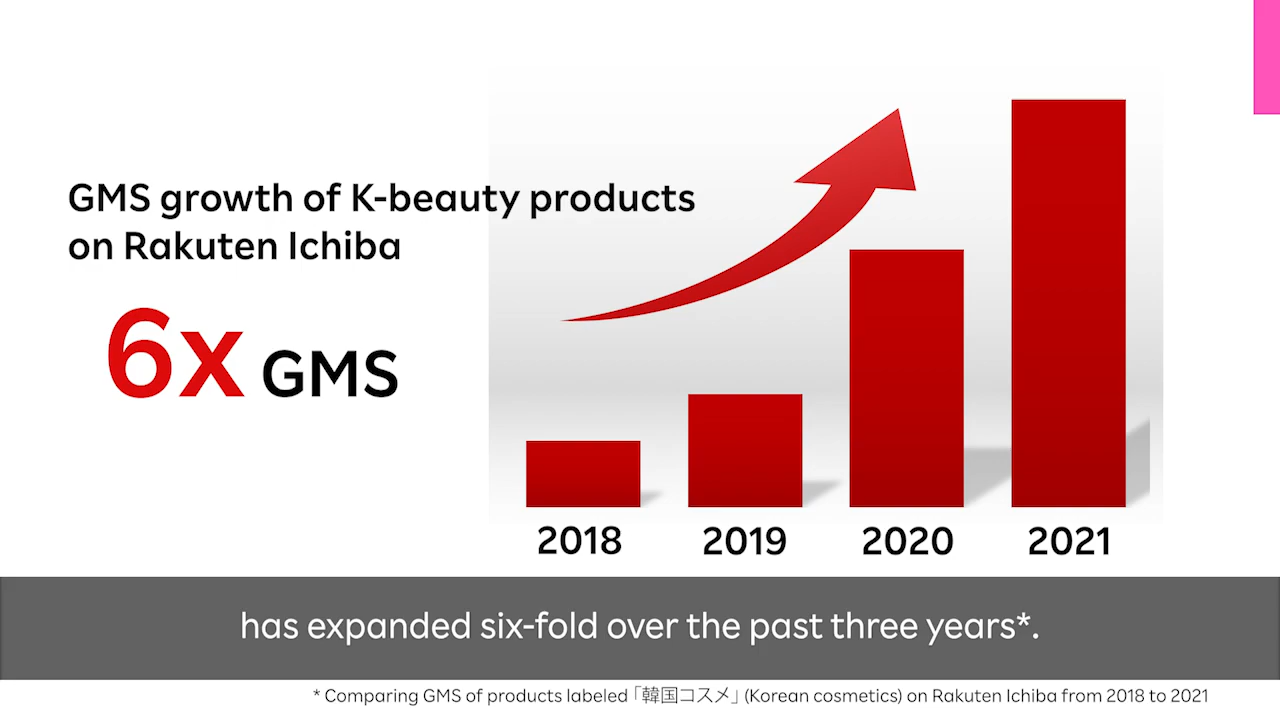 GMS growth of K-beauty products
on Rakuten Ichiba
6x GMS
2018 2019 2020 2021
has expanded six-fold over the past three years*.
* Comparing GMS of products labeled「韓国コスメ」(Korean cosmetics) on Rakuten Ichiba from 2018 to 2021